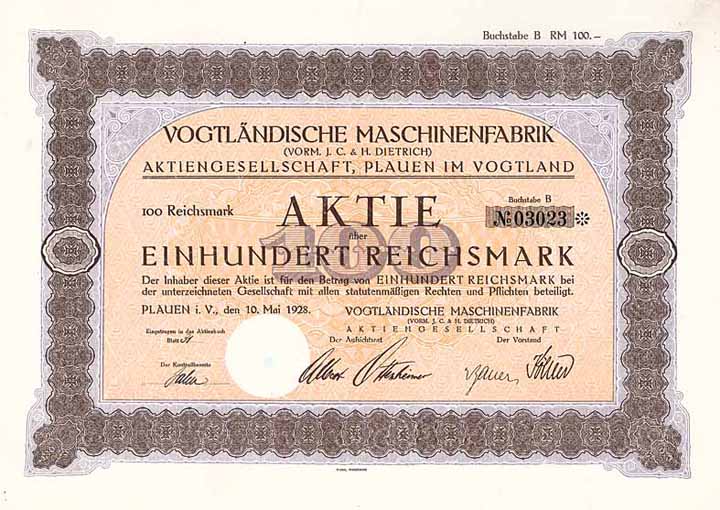 Buchstabe B RM 100.—
VOGTLÄNDISCHE MASCHINENFABRIK
(VORM. J. C. & H. DIETRICH)
AKTIENGESELLSCHAFT, PLAUEN IM VOGTLAND
Buchstabe B
100 Reichsmark AKTIE № 03023 ✻
über
100
EINHUNDERT REICHSMARK
Der Inhaber dieser Aktie ist für den Betrag von EINHUNDERT REICHSMARK bei
der unterzeichneten Gesellschaft mit allen statutenmäßigen Rechten und Pflichten beteiligt.
PLAUEN i. V., den 10. Mai 1928. VOGTLÄNDISCHE MASCHINENFABRIK
(VORM. J. C. & H. DIETRICH)
AKTIENGESELLSCHAFT
Eingetragen in das Aktienbuch
Blatt
Der Aufsichtsrat Der Vorstand
Der Kontrollbeamte
Albert